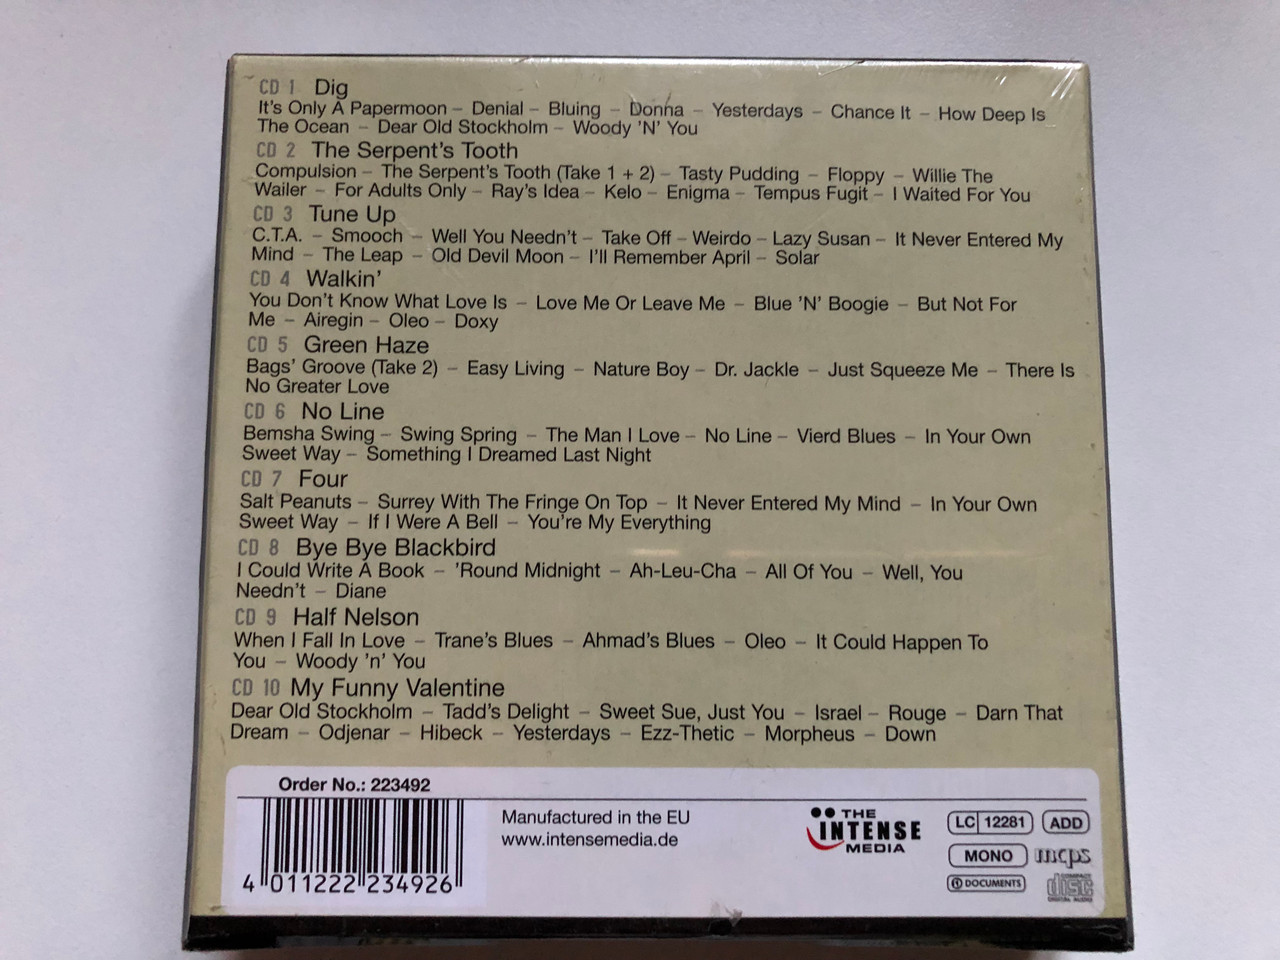 CD 1 Dig
It's Only A Papermoon – Denial – Bluing – Donna – Yesterdays – Chance It – How Deep Is
The Ocean – Dear Old Stockholm – Woody 'N' You
CD 2 The Serpent's Tooth
Compulsion – The Serpent's Tooth (Take 1 + 2) – Tasty Pudding – Floppy – Willie The
Wailer – For Adults Only – Ray's Idea – Kelo – Enigma – Tempus Fugit – I Waited For You
CD 3 Tune Up
C.T.A. – Smooch – Well You Needn't – Take Off – Weirdo – Lazy Susan – It Never Entered My
Mind – The Leap – Old Devil Moon – I'll Remember April – Solar
CD 4 Walkin'
You Don't Know What Love Is – Love Me Or Leave Me – Blue 'N' Boogie – But Not For
Me – Airegin – Oleo – Doxy
CD 5 Green Haze
Bags' Groove (Take 2) – Easy Living – Nature Boy – Dr. Jackle – Just Squeeze Me – There Is
No Greater Love
CD 6 No Line
Bemsha Swing – Swing Spring – The Man I Love – No Line – Vierd Blues – In Your Own
Sweet Way – Something I Dreamed Last Night
CD 7 Four
Salt Peanuts – Surrey With The Fringe On Top – It Never Entered My Mind – In Your Own
Sweet Way – If I Were A Bell – You're My Everything
CD 8 Bye Bye Blackbird
I Could Write A Book – 'Round Midnight – Ah-Leu-Cha – All Of You – Well, You
Needn't – Diane
CD 9 Half Nelson
When I Fall In Love – Trane's Blues – Ahmad's Blues – Oleo – It Could Happen To
You – Woody 'n' You
CD 10 My Funny Valentine
Dear Old Stockholm – Tadd's Delight – Sweet Sue, Just You – Israel – Rouge – Darn That
Dream – Odjenar – Hibeck – Yesterdays – Ezz-Thetic – Morpheus – Down
Order No.: 223492
4 011222 234926
Manufactured in the EU
www.intensemedia.de
THE
INTENSE
MEDIA
LC 12281 ADD
MONO mcps
DOCUMENTS
COMPACT
disc
DIGITAL AUDIO